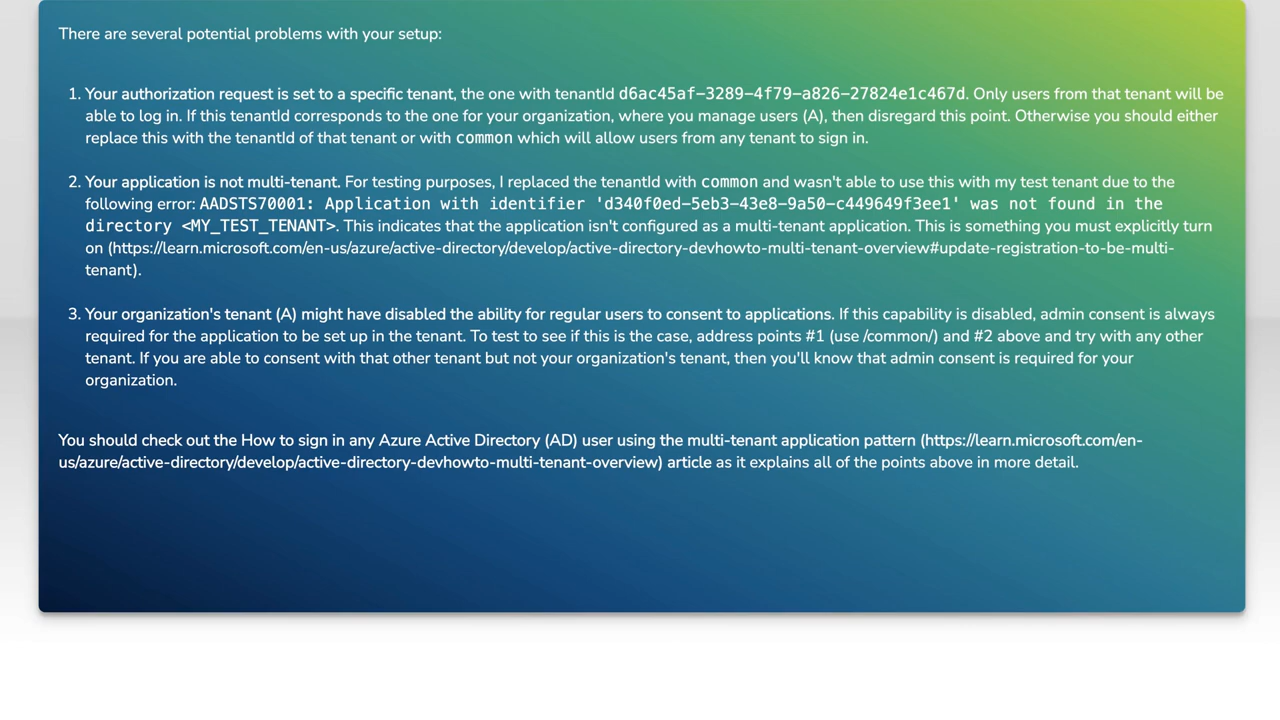 There are several potential problems with your setup:
1. Your authorization request is set to a specific tenant, the one with tenantId d6ac45af-3289-4f79-a826-27824e1c467d. Only users from that tenant will be
able to log in. If this tenantId corresponds to the one for your organization, where you manage users (A), then disregard this point. Otherwise you should either
replace this with the tenantId of that tenant or with common which will allow users from any tenant to sign in.
2. Your application is not multi-tenant. For testing purposes, I replaced the tenantId with common and wasn't able to use this with my test tenant due to the
following error: AADSTS70001: Application with identifier 'd340f0ed-5eb3-43e8-9a50-c449649f3ee1' was not found in the
directory <MY_TEST_TENANT>. This indicates that the application isn't configured as a multi-tenant application. This is something you must explicitly turn
on (https://learn.microsoft.com/en-us/azure/active-directory/develop/active-directory-devhowto-multi-tenant-overview#update-registration-to-be-multi-
tenant).
3. Your organization's tenant (A) might have disabled the ability for regular users to consent to applications. If this capability is disabled, admin consent is always
required for the application to be set up in the tenant. To test to see if this is the case, address points #1 (use /common/) and #2 above and try with any other
tenant. If you are able to consent with that other tenant but not your organization's tenant, then you'll know that admin consent is required for your
organization.
You should check out the How to sign in any Azure Active Directory (AD) user using the multi-tenant application pattern (https://learn.microsoft.com/en-
us/azure/active-directory/develop/active-directory-devhowto-multi-tenant-overview) article as it explains all of the points above in more detail.